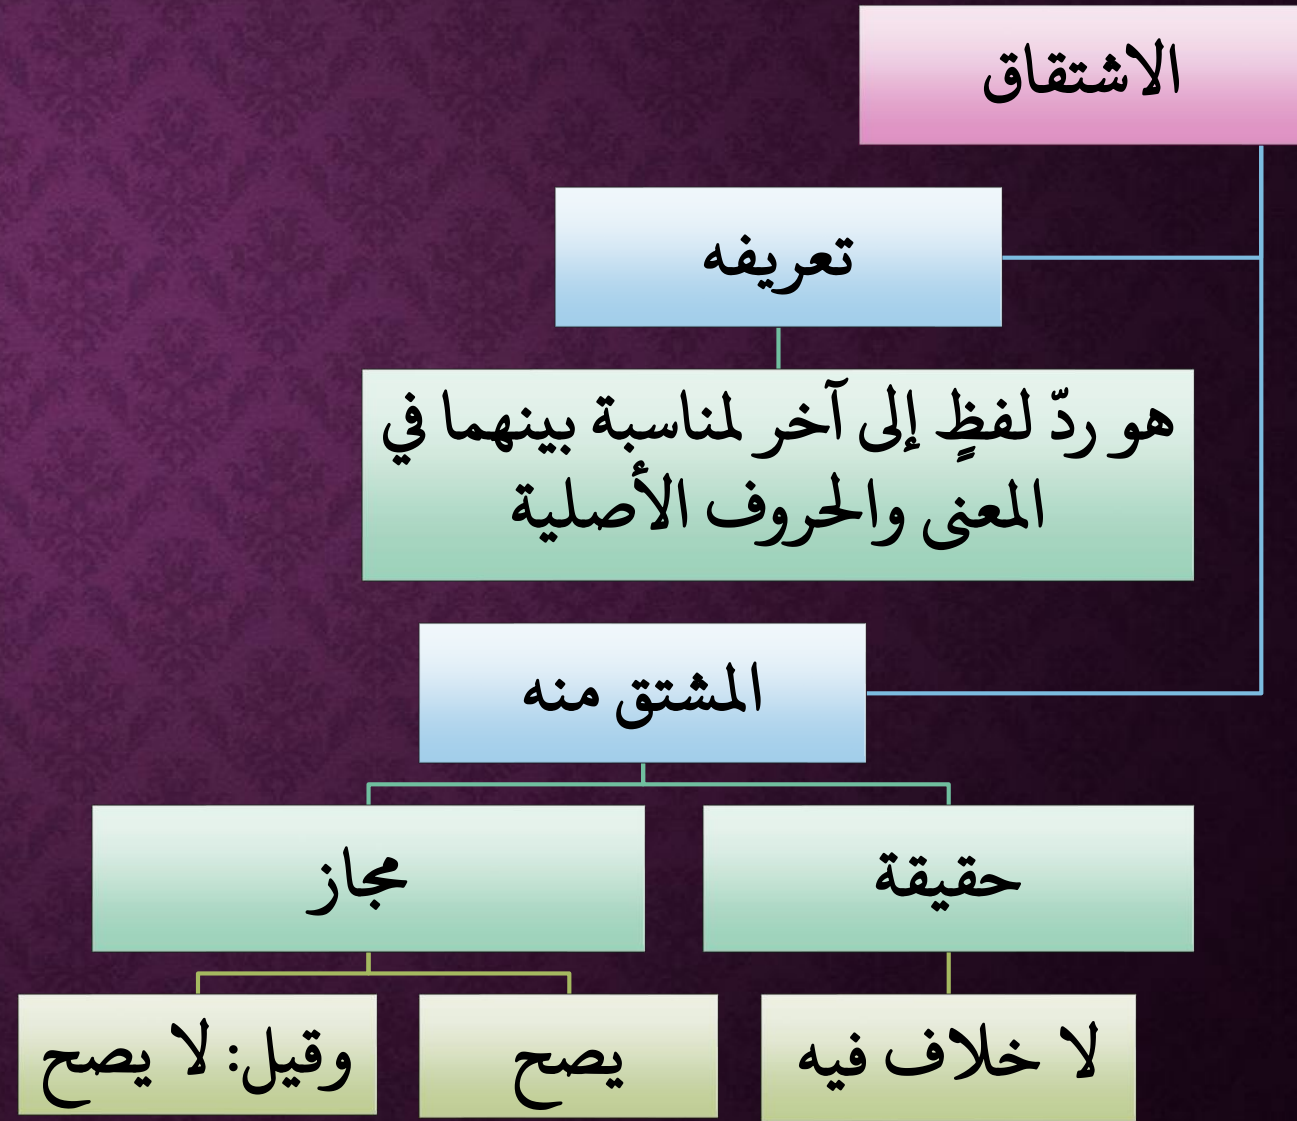 الاشتقاق
تعريفه
هو ردّ لفظٍ إلى آخر لمناسبة بينهما في
المعنى والحروف الأصلية
المشتق منه
حقيقة
مجاز
لا خلاف فيه
يصح
وقيل: لا يصح